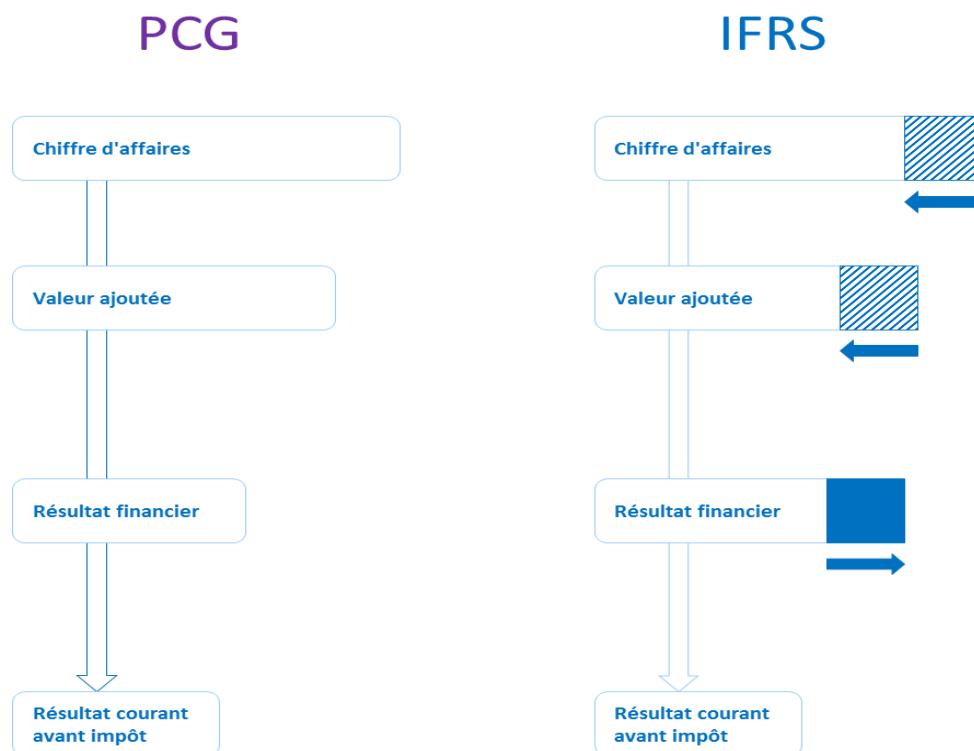 PCG
IFRS
Chiffre d'affaires
Chiffre d'affaires
Valeur ajoutée
Valeur ajoutée
Résultat financier
Résultat financier
Résultat courant
avant impôt
Résultat courant
avant impôt